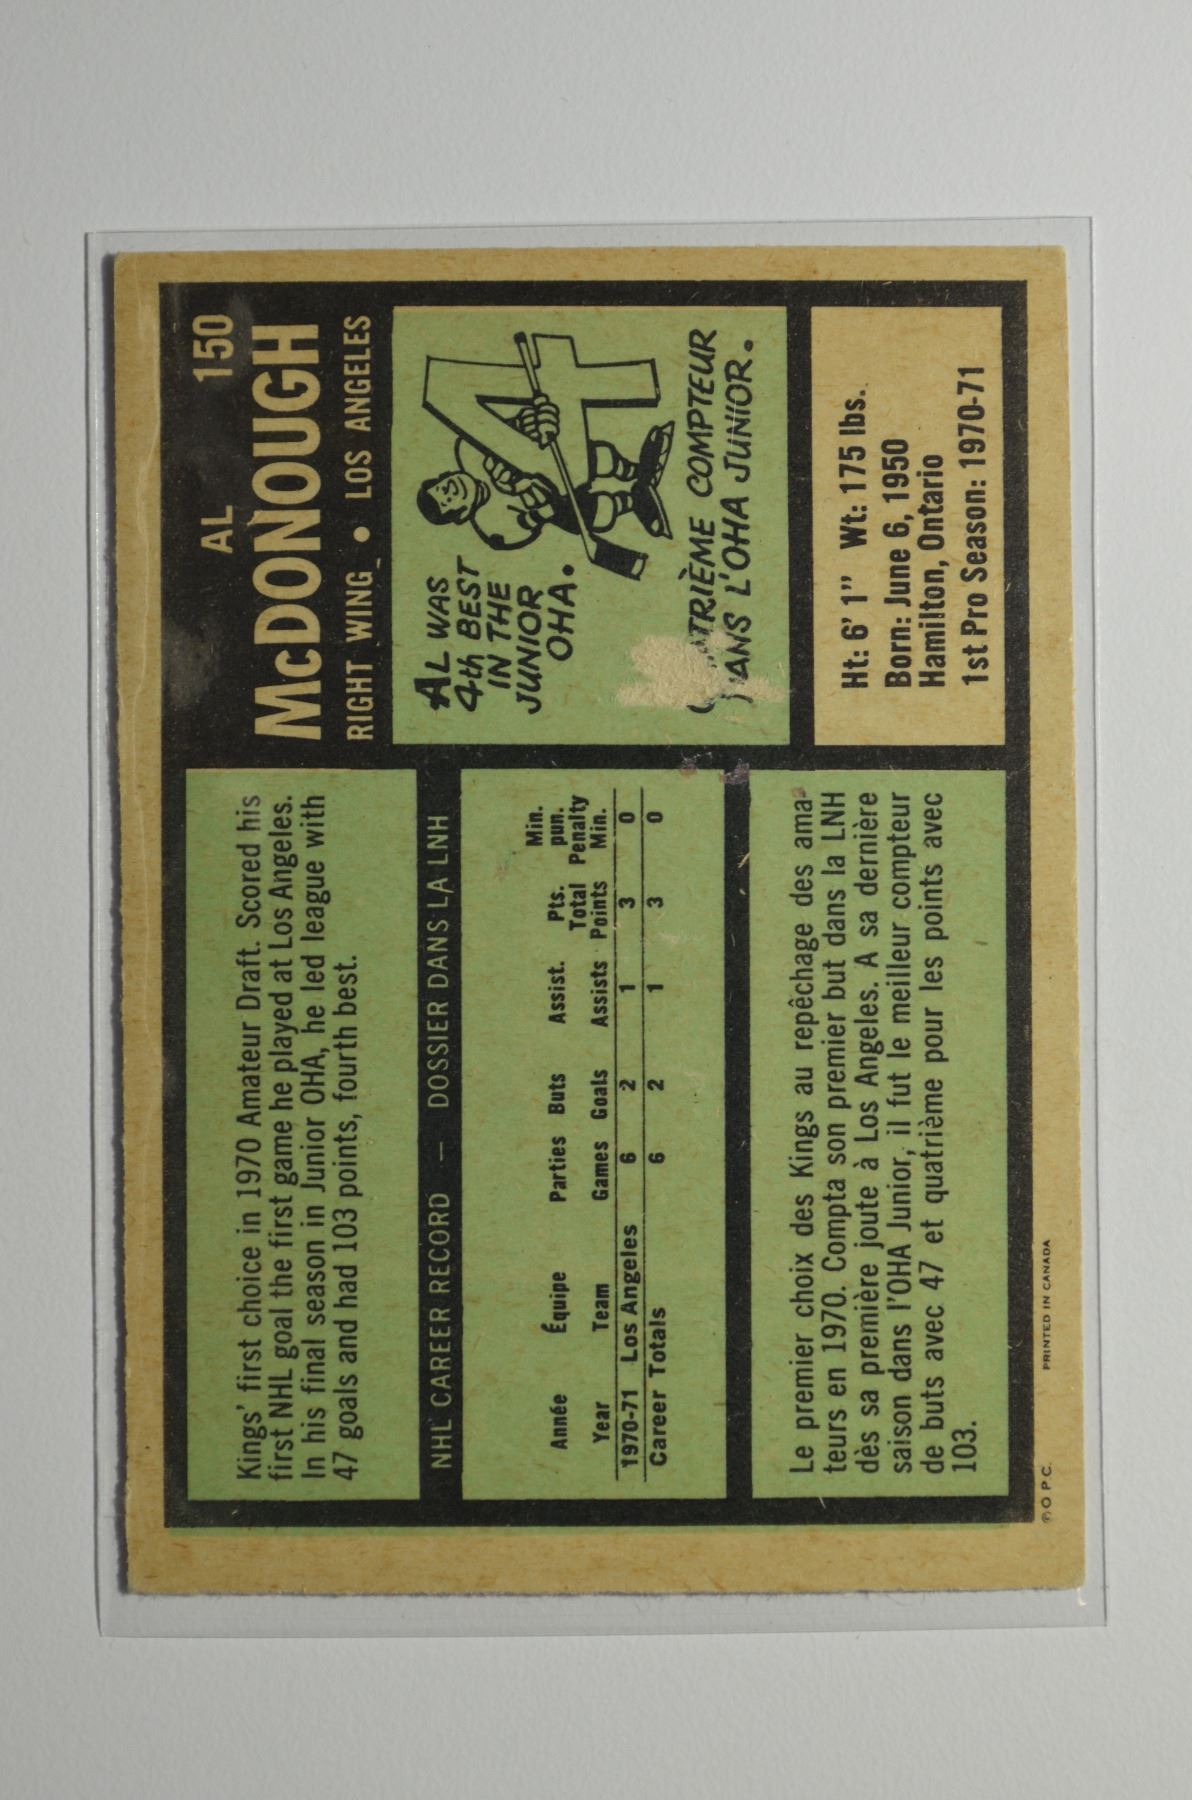 150
AL
McDONOUGH
RIGHT WING • LOS ANGELES
Kings' first choice in 1970 Amateur Draft. Scored his
first NHL goal the first game he played at Los Angeles.
In his final season in Junior OHA, he led league with
47 goals and had 103 points, fourth best.
NHL CAREER RECORD — DOSSIER DANS LA LNH
Année Équipe Parties Buts Assist. Pts. Min. pun.
Year Team Games Goals Assists Total Points Penalty Min.
1970-71 Los Angeles 6 2 1 3 0
Career Totals 6 2 1 3 0
Le premier choix des Kings au repêchage des ama-
teurs en 1970. Compta son premier but dans la LNH
dès sa première joute à Los Angeles. A sa dernière
saison dans l'OHA Junior, il fut le meilleur compteur
de buts avec 47 et quatrième pour les points avec
103.
AL WAS
4th BEST
IN THE
JUNIOR
OHA.
4
TRIÈME COMPTEUR
ANS L'OHA JUNIOR.
Ht: 6' 1" Wt: 175 lbs.
Born: June 6, 1950
Hamilton, Ontario
1st Pro Season: 1970-71
© O P C. PRINTED IN CANADA